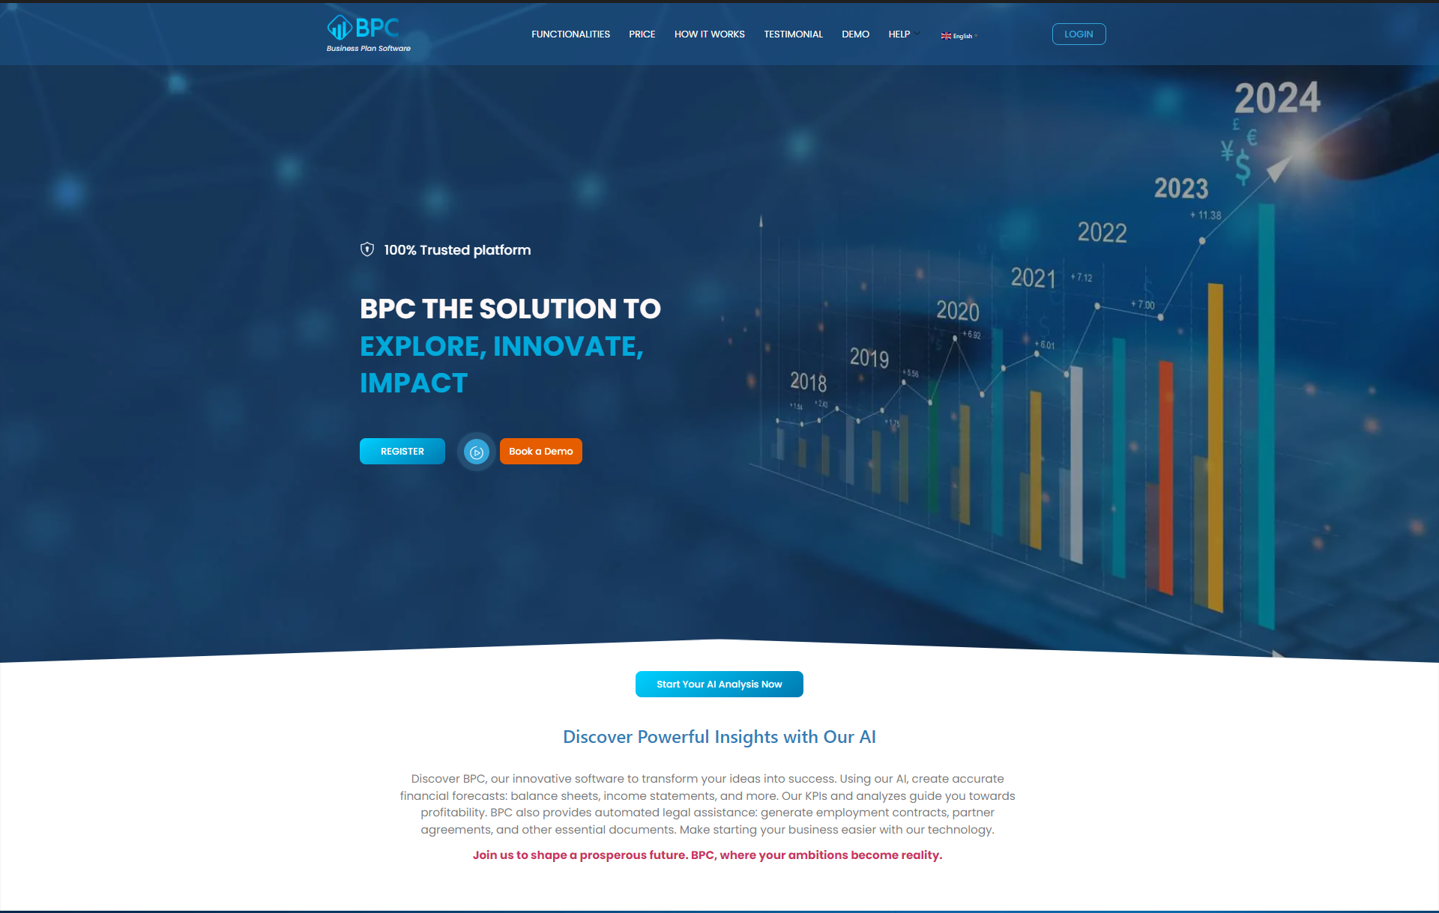 BPC
Business Plan Software
FUNCTIONALITIES
PRICE
HOW IT WORKS
TESTIMONIAL
DEMO
HELP
English
LOGIN
2024
£
€
¥
$
2023
+ 11.38
2022
2021
+ 7.12
+ 7.00
2020
+ 6.92
+ 6.01
2019
+ 5.56
2018
100% Trusted platform
BPC THE SOLUTION TO
EXPLORE, INNOVATE,
IMPACT
REGISTER
Book a Demo
Start Your AI Analysis Now
Discover Powerful Insights with Our AI
Discover BPC, our innovative software to transform your ideas into success. Using our AI, create accurate
financial forecasts: balance sheets, income statements, and more. Our KPIs and analyzes guide you towards
profitability. BPC also provides automated legal assistance: generate employment contracts, partner
agreements, and other essential documents. Make starting your business easier with our technology.
Join us to shape a prosperous future. BPC, where your ambitions become reality.